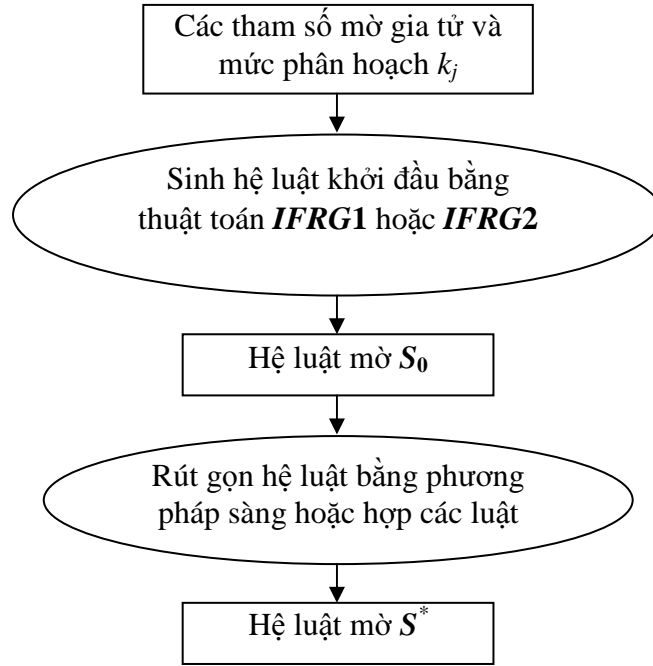 Các tham số mờ gia tử và
mức phân hoạch kj
Sinh hệ luật khởi đầu bằng
thuật toán IFRG1 hoặc IFRG2
Hệ luật mờ S0
Rút gọn hệ luật bằng phương
pháp sàng hoặc hợp các luật
Hệ luật mờ S*